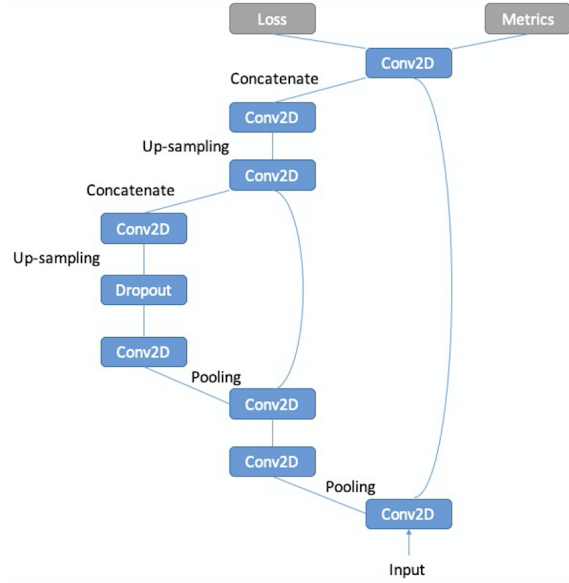 Loss
Metrics
Conv2D
Concatenate
Conv2D
Up-sampling
Conv2D
Concatenate
Conv2D
Up-sampling
Dropout
Conv2D
Pooling
Conv2D
Conv2D
Pooling
Conv2D
Input